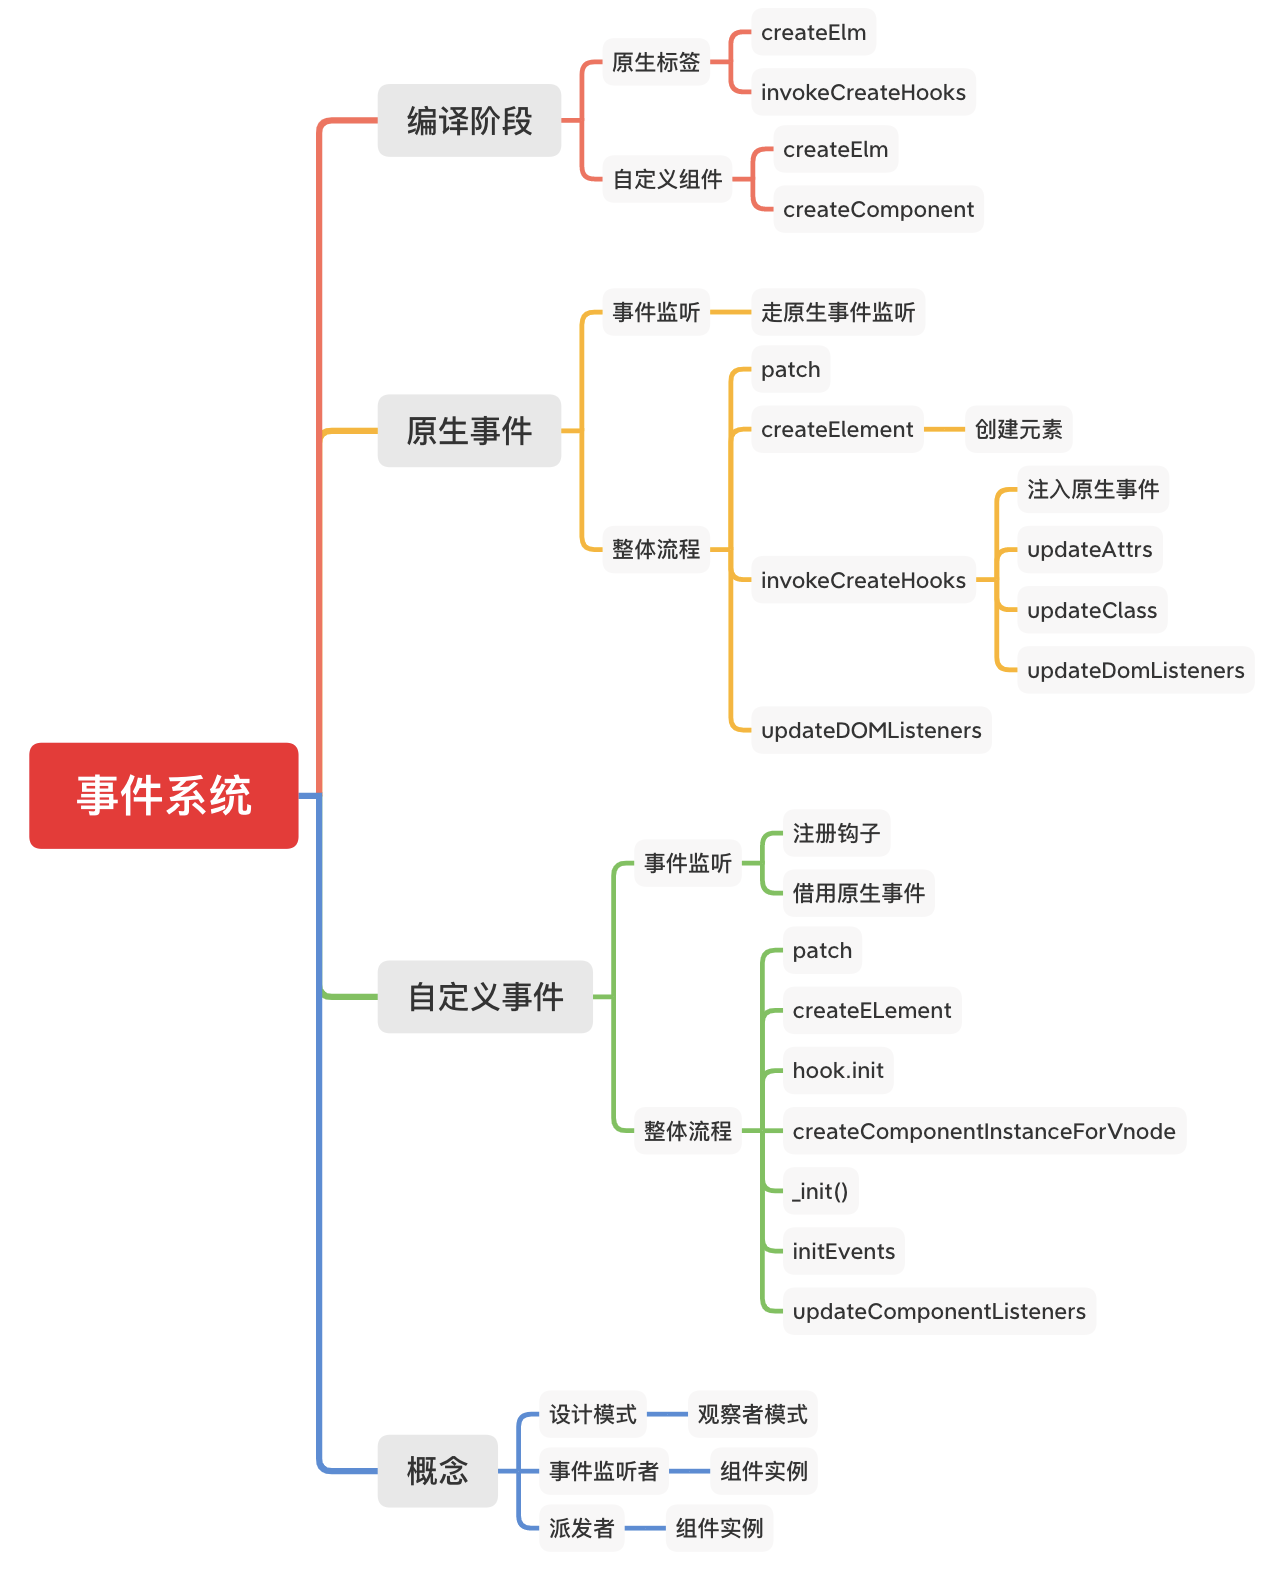 事件系统
编译阶段
原生标签
createElm
invokeCreateHooks
自定义组件
createElm
createComponent
原生事件
事件监听
走原生事件监听
整体流程
patch
createElement
创建元素
invokeCreateHooks
注入原生事件
updateAttrs
updateClass
updateDomListeners
updateDOMListeners
自定义事件
事件监听
注册钩子
借用原生事件
整体流程
patch
createELement
hook.init
createComponentInstanceForVnode
_init()
initEvents
updateComponentListeners
概念
设计模式
观察者模式
事件监听者
组件实例
派发者
组件实例